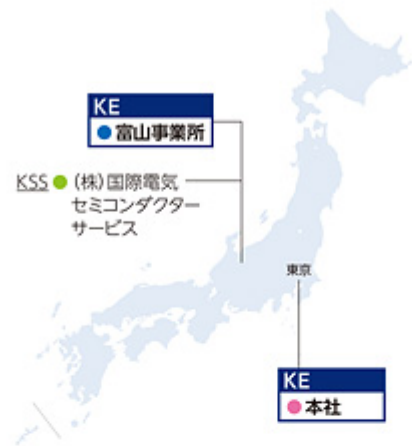 KE
富山事業所
KSS (株)国際電気
セミコンダクター
サービス
東京
KE
本社